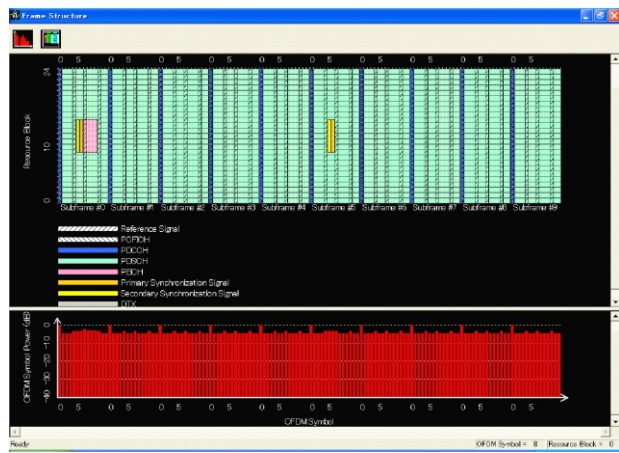 Frame Structure
0 5 0 5 0 5 0 5 0 5 0 5 0 5 0 5 0 5 0 5
24
Resource Block
10
0
Subframe #0 Subframe #1 Subframe #2 Subframe #3 Subframe #4 Subframe #5 Subframe #6 Subframe #7 Subframe #8 Subframe #9
Reference Signal
PCFICH
PDCCH
PDSCH
PBCH
Primary Synchronization Signal
Secondary Synchronization Signal
DTX
OFDM Symbol Power (dB)
0
-10
-20
-30
-40
0 5 0 5 0 5 0 5 0 5 0 5 0 5 0 5 0 5 0 5
OFDM Symbol
Ready OFDM Symbol = 8 Resource Block = 0